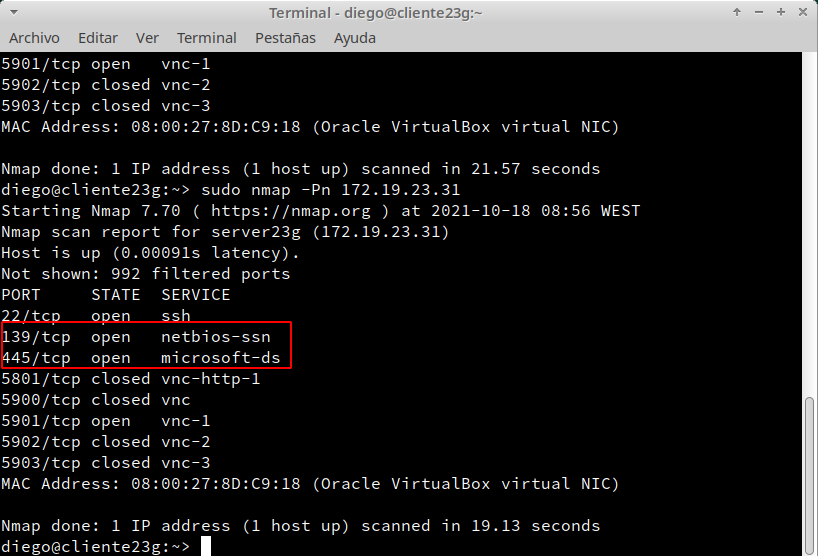 Terminal - diego@cliente23g:~
Archivo Editar Ver Terminal Pestañas Ayuda
5901/tcp open   vnc-1
5902/tcp closed vnc-2
5903/tcp closed vnc-3
MAC Address: 08:00:27:8D:C9:18 (Oracle VirtualBox virtual NIC)
Nmap done: 1 IP address (1 host up) scanned in 21.57 seconds
diego@cliente23g:~> sudo nmap -Pn 172.19.23.31
Starting Nmap 7.70 ( https://nmap.org ) at 2021-10-18 08:56 WEST
Nmap scan report for server23g (172.19.23.31)
Host is up (0.00091s latency).
Not shown: 992 filtered ports
PORT     STATE  SERVICE
22/tcp   open   ssh
139/tcp  open   netbios-ssn
445/tcp  open   microsoft-ds
5801/tcp closed vnc-http-1
5900/tcp closed vnc
5901/tcp open   vnc-1
5902/tcp closed vnc-2
5903/tcp closed vnc-3
MAC Address: 08:00:27:8D:C9:18 (Oracle VirtualBox virtual NIC)
Nmap done: 1 IP address (1 host up) scanned in 19.13 seconds
diego@cliente23g:~>